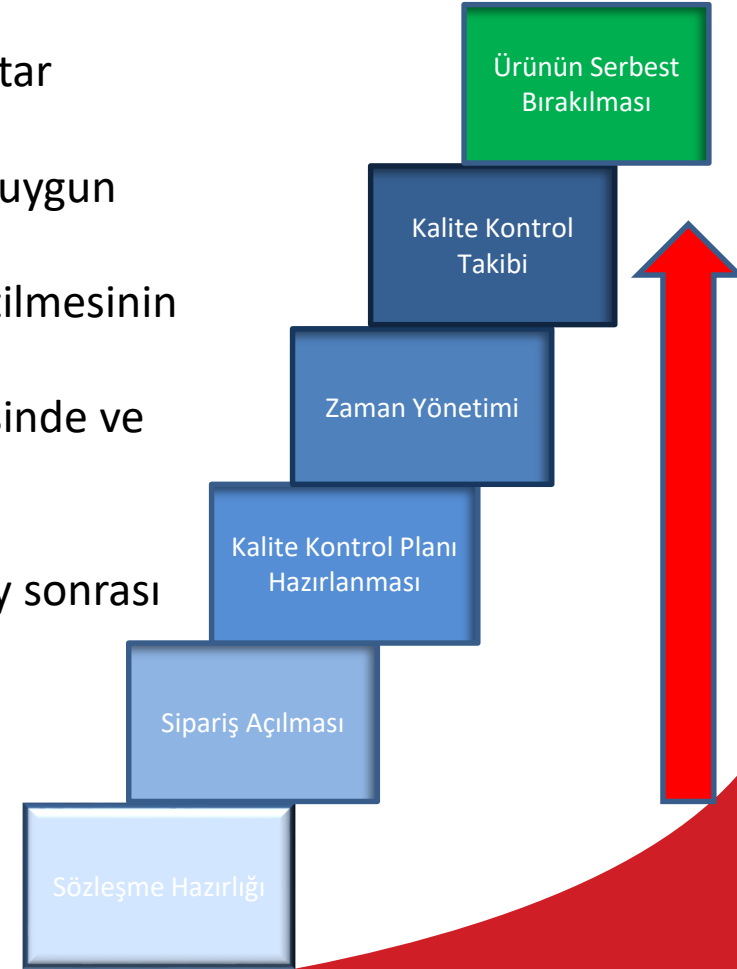 tar
uygun
tilmesinin
sinde ve
y sonrası
Ürünün Serbest
Bırakılması
Kalite Kontrol
Takibi
Zaman Yönetimi
Kalite Kontrol Planı
Hazırlanması
Sipariş Açılması
Sözleşme Hazırlığı